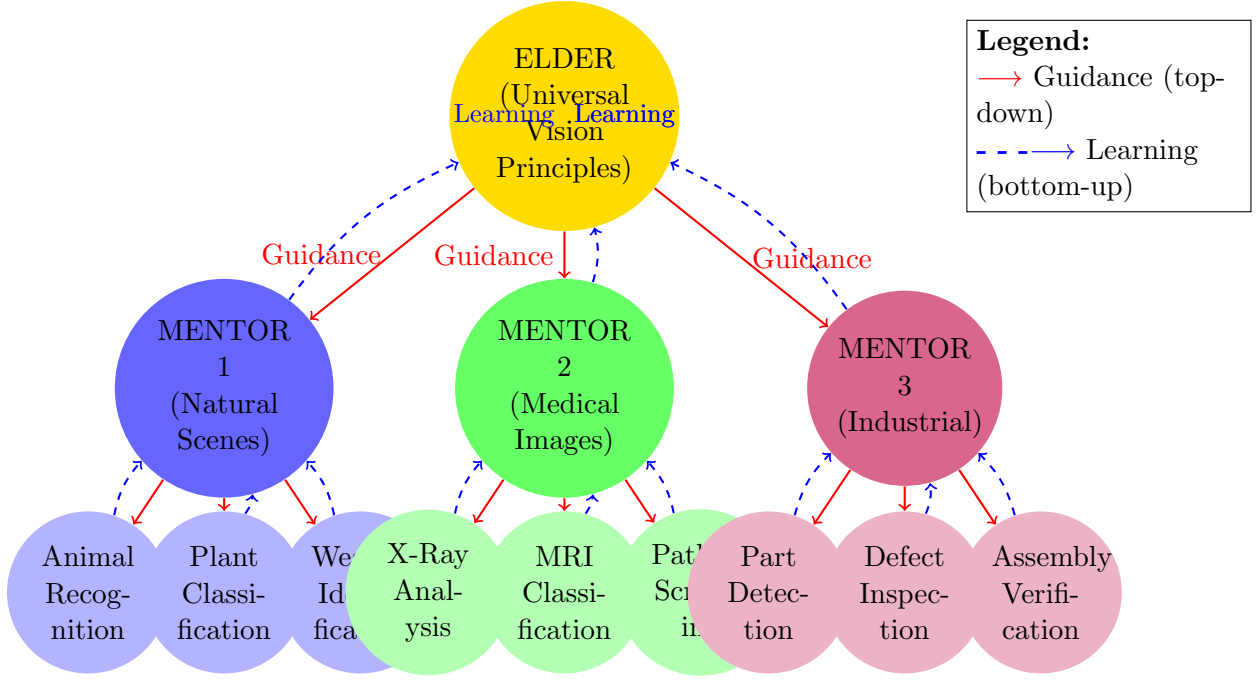 ELDER
(Universal
Vision
Principles)
Learning
Learning
Legend:
Guidance (top-
down)
Learning
(bottom-up)
Guidance
Guidance
Guidance
MENTOR
1
(Natural
Scenes)
MENTOR
2
(Medical
Images)
MENTOR
3
(Industrial)
Animal
Recog-
nition
Plant
Classi-
fication
X-Ray
Anal-
ysis
MRI
Classi-
fication
Part
Detec-
tion
Defect
Inspec-
tion
Assembly
Verifi-
cation